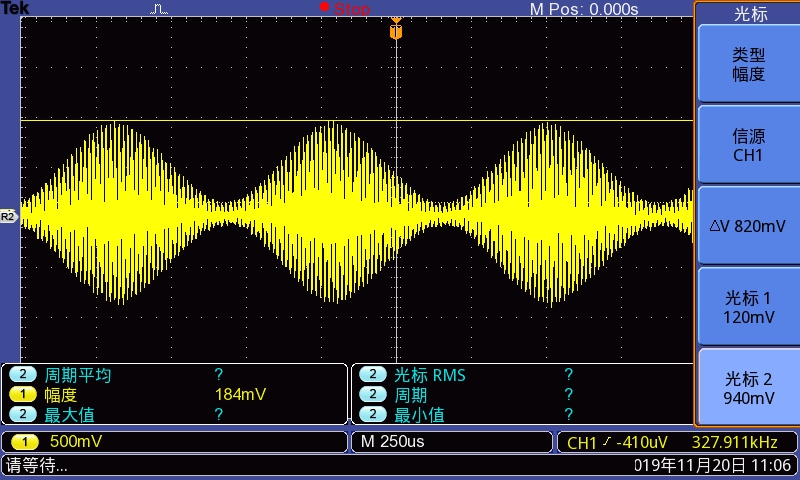 Tek Stop M Pos: 0.000s
T
光标
类型
幅度
信源
CH1
△V 820mV
光标 1
120mV
光标 2
940mV
R2
2 周期平均 ?
1 幅度 184mV
2 最大值 ?
2 光标 RMS ?
2 周期 ?
2 最小值 ?
1 500mV M 250us CH1 -410uV 327.911kHz
请等待... 019年11月20日 11:06